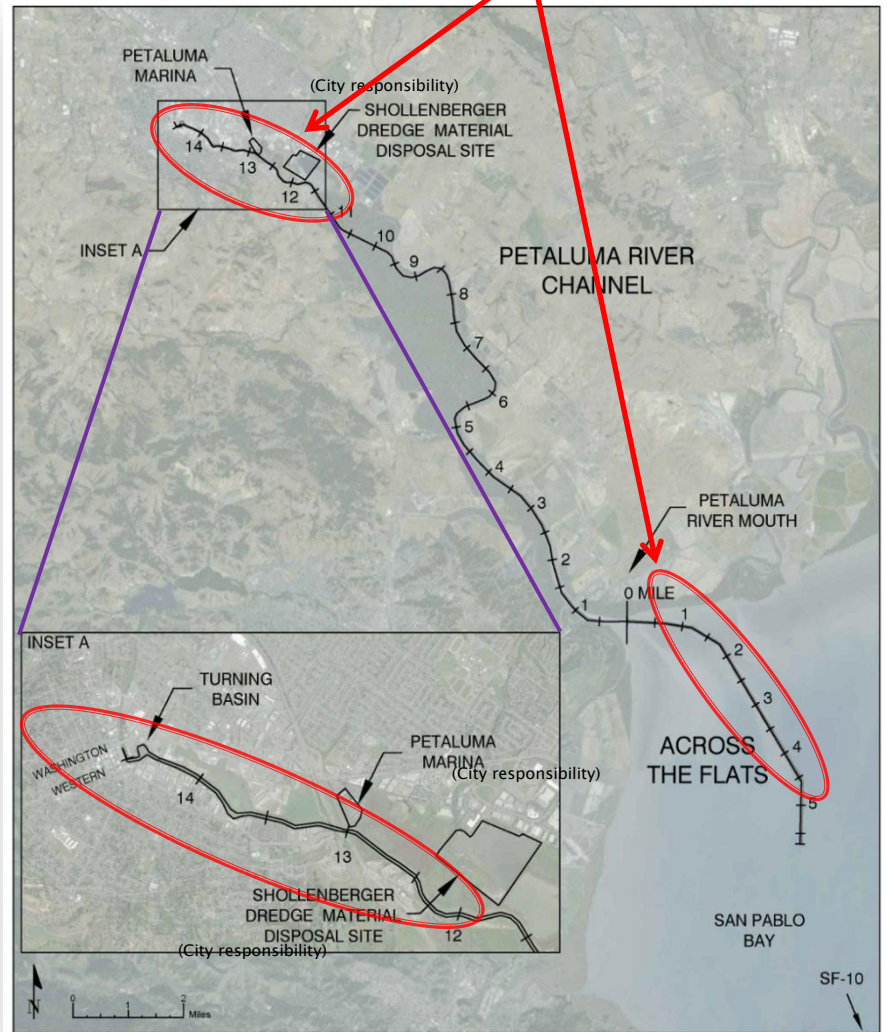 PETALUMA
MARINA
(City responsibility)
SHOLLENBERGER
DREDGE MATERIAL
DISPOSAL SITE
14
13
12
11
10
INSET A
9
PETALUMA RIVER
CHANNEL
8
7
6
5
4
3
PETALUMA
RIVER MOUTH
2
0 MILE
1
1
2
3
4
5
ACROSS
THE FLATS
INSET A
TURNING
BASIN
PETALUMA
MARINA
(City responsibility)
WASHINGTON
WESTERN
14
13
SHOLLENBERGER
DREDGE MATERIAL
DISPOSAL SITE
12
(City responsibility)
SAN PABLO
BAY
SF-10
N
0 2
Miles